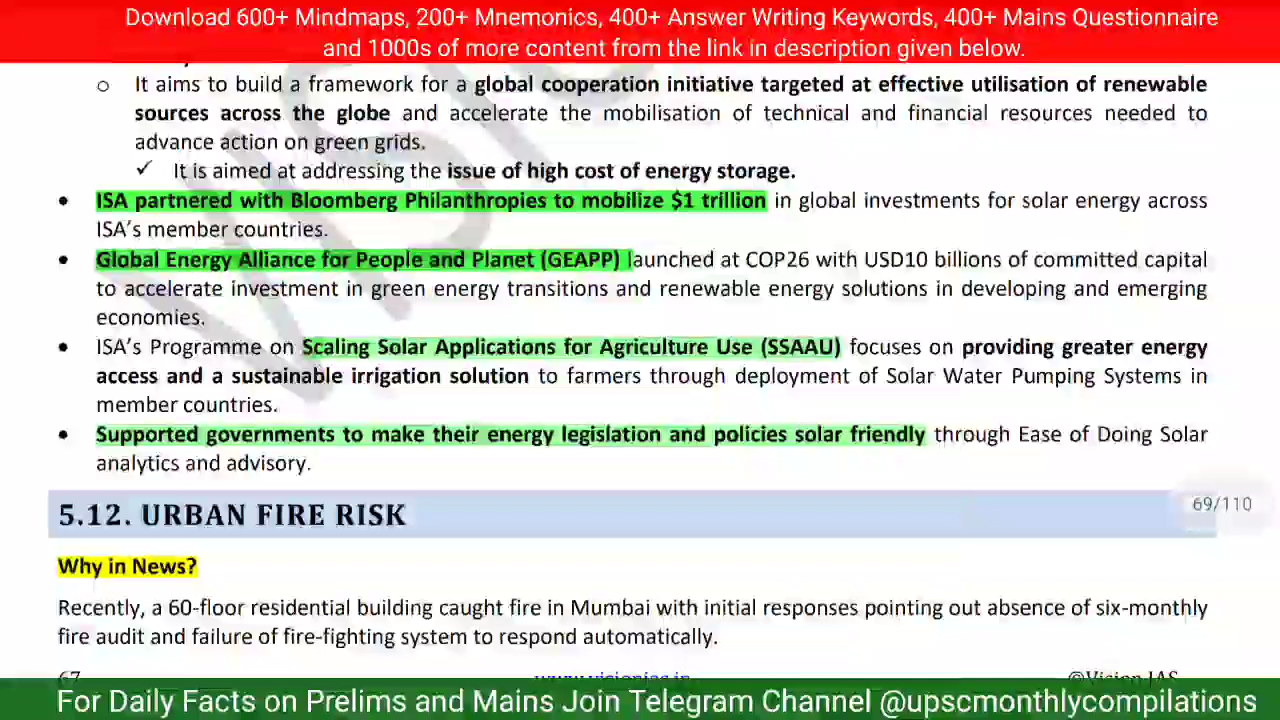 Download 600+ Mindmaps, 200+ Mnemonics, 400+ Answer Writing Keywords, 400+ Mains Questionnaire
and 1000s of more content from the link in description given below.
o It aims to build a framework for a global cooperation initiative targeted at effective utilisation of renewable
sources across the globe and accelerate the mobilisation of technical and financial resources needed to
advance action on green grids.
✓ It is aimed at addressing the issue of high cost of energy storage.
• ISA partnered with Bloomberg Philanthropies to mobilize $1 trillion in global investments for solar energy across
ISA's member countries.
• Global Energy Alliance for People and Planet (GEAPP) launched at COP26 with USD10 billions of committed capital
to accelerate investment in green energy transitions and renewable energy solutions in developing and emerging
economies.
• ISA's Programme on Scaling Solar Applications for Agriculture Use (SSAAU) focuses on providing greater energy
access and a sustainable irrigation solution to farmers through deployment of Solar Water Pumping Systems in
member countries.
• Supported governments to make their energy legislation and policies solar friendly through Ease of Doing Solar
analytics and advisory.
69/110
5.12. URBAN FIRE RISK
Why in News?
Recently, a 60-floor residential building caught fire in Mumbai with initial responses pointing out absence of six-monthly
fire audit and failure of fire-fighting system to respond automatically.
67 www.visionias.in ©Vision IAS
For Daily Facts on Prelims and Mains Join Telegram Channel @upscmonthlycompilations